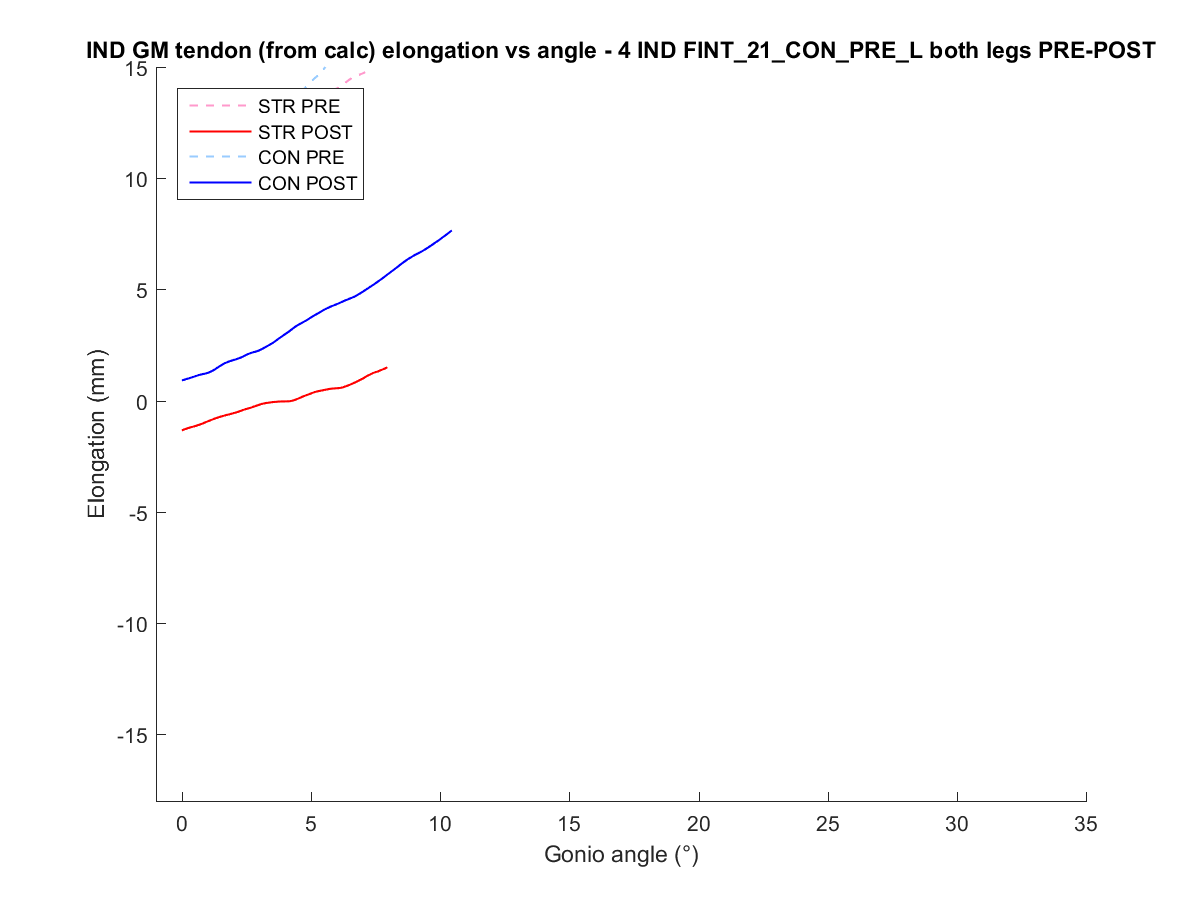 IND GM tendon (from calc) elongation vs angle - 4 IND FINT_21_CON_PRE_L both legs PRE-POST
15
10
5
0
-5
-10
-15
Elongation (mm)
STR PRE
STR POST
CON PRE
CON POST
0 5 10 15 20 25 30 35
Gonio angle (°)